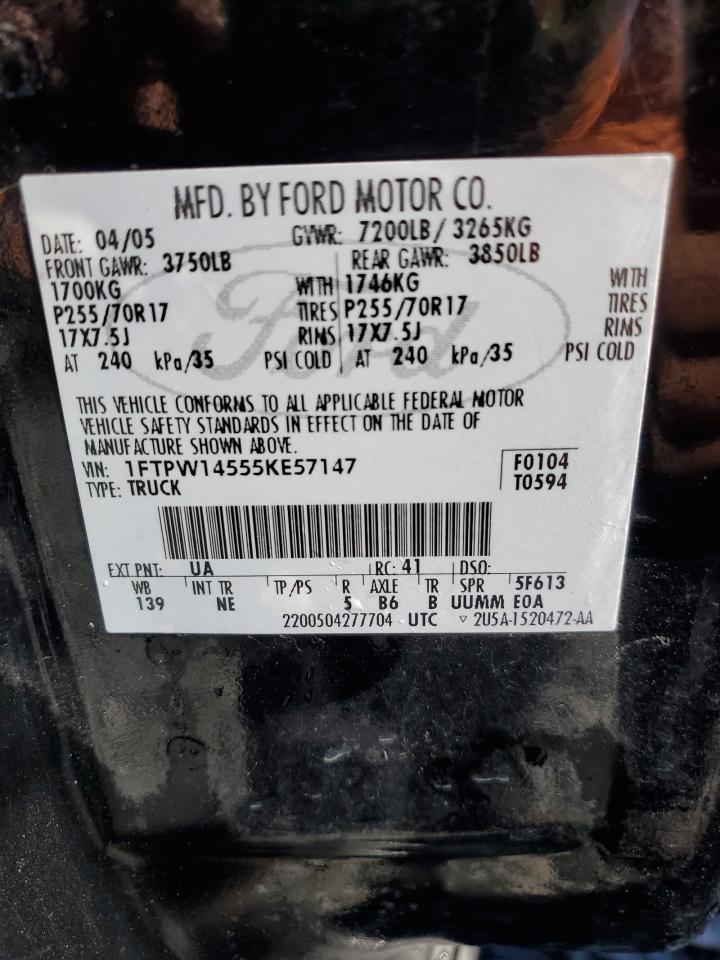 MFD. BY FORD MOTOR CO.
DATE: 04/05 GVWR: 7200LB/ 3265KG
FRONT GAWR: 3750LB REAR GAWR: 3850LB
1700KG WITH 1746KG WITH
P255/70R17 TIRES P255/70R17 TIRES
17X7.5J RIMS 17X7.5J RIMS
AT 240 kPa/35 PSI COLD AT 240 kPa/35 PSI COLD
Ford
THIS VEHICLE CONFORMS TO ALL APPLICABLE FEDERAL MOTOR
VEHICLE SAFETY STANDARDS IN EFFECT ON THE DATE OF
MANUFACTURE SHOWN ABOVE.
VIN: 1FTPW14555KE57147 F0104
TYPE: TRUCK T0594
EXT PNT: UA RC: 41 DSO:
WB INT TR TP/PS R AXLE TR SPR 5F613
139 NE 5 B6 B UUMM E0A
2200504277704 UTC ▽ 2U5A-1520472-AA